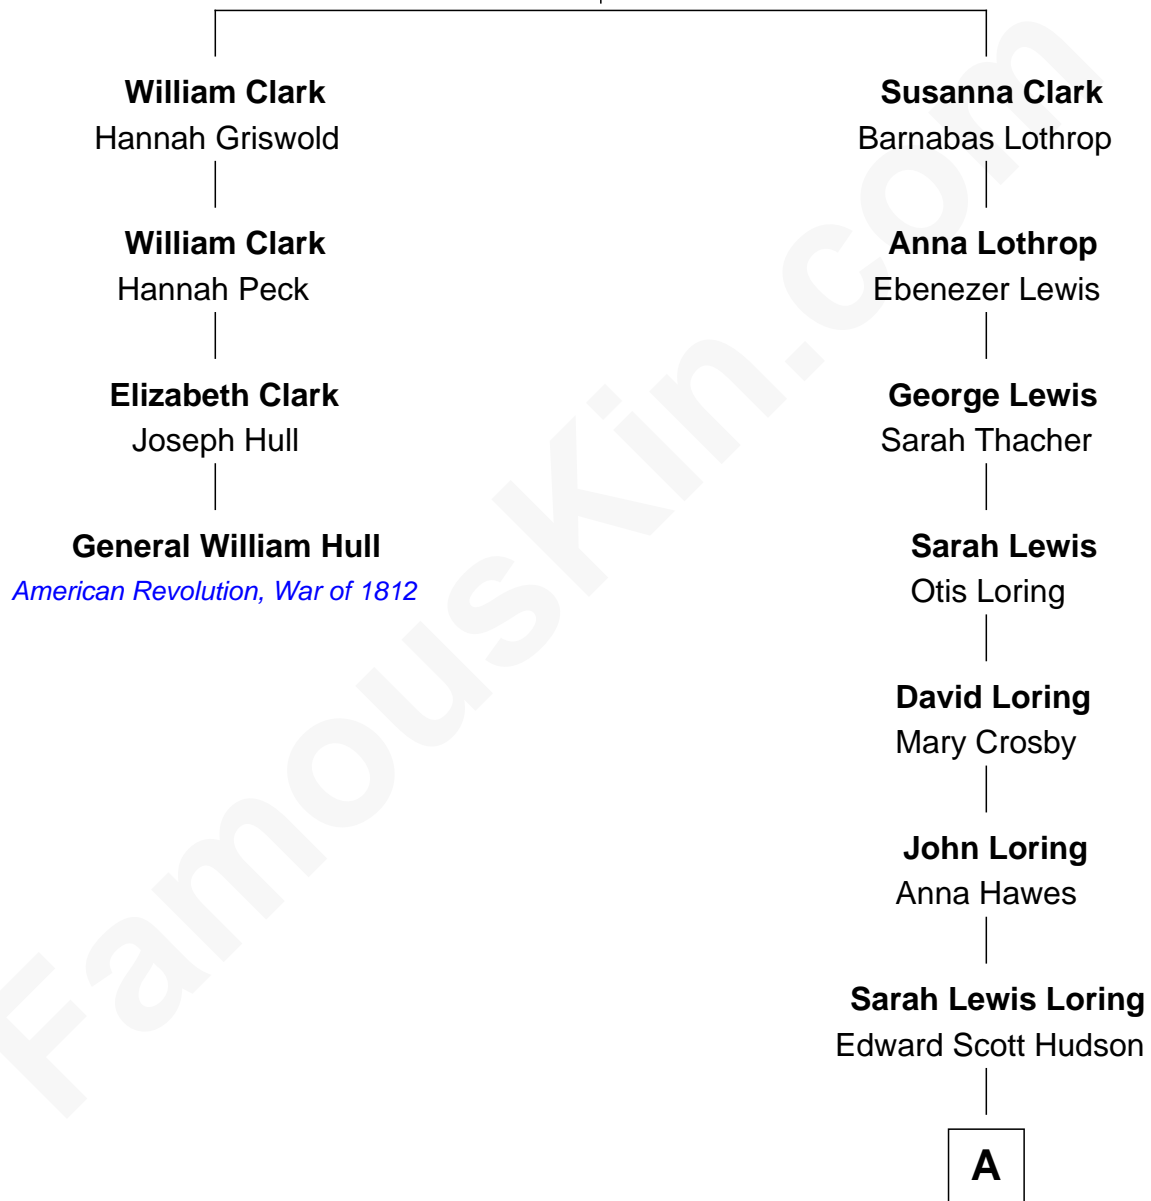 William Clark
Hannah Griswold
William Clark
Hannah Peck
Elizabeth Clark
Joseph Hull
General William Hull
American Revolution, War of 1812
Susanna Clark
Barnabas Lothrop
Anna Lothrop
Ebenezer Lewis
George Lewis
Sarah Thacher
Sarah Lewis
Otis Loring
David Loring
Mary Crosby
John Loring
Anna Hawes
Sarah Lewis Loring
Edward Scott Hudson
A
FamousKin.com